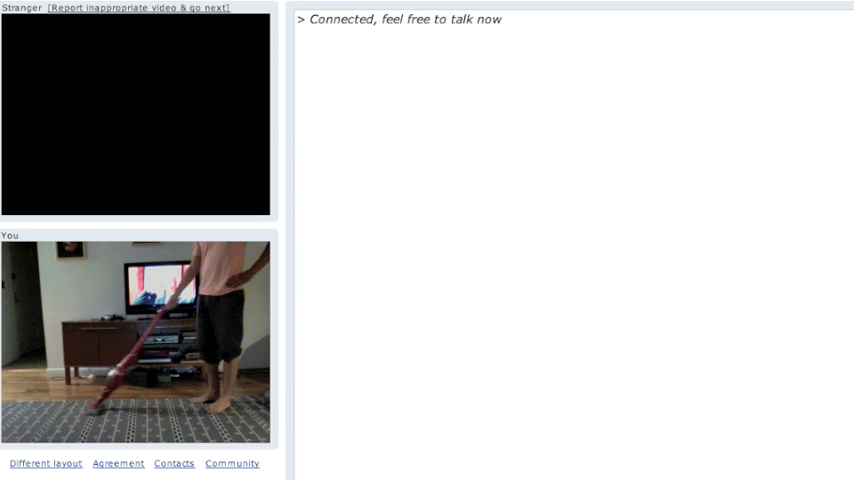 Stranger [Report inappropriate video & go next]
> Connected, feel free to talk now
You
Different layout Agreement Contacts Community